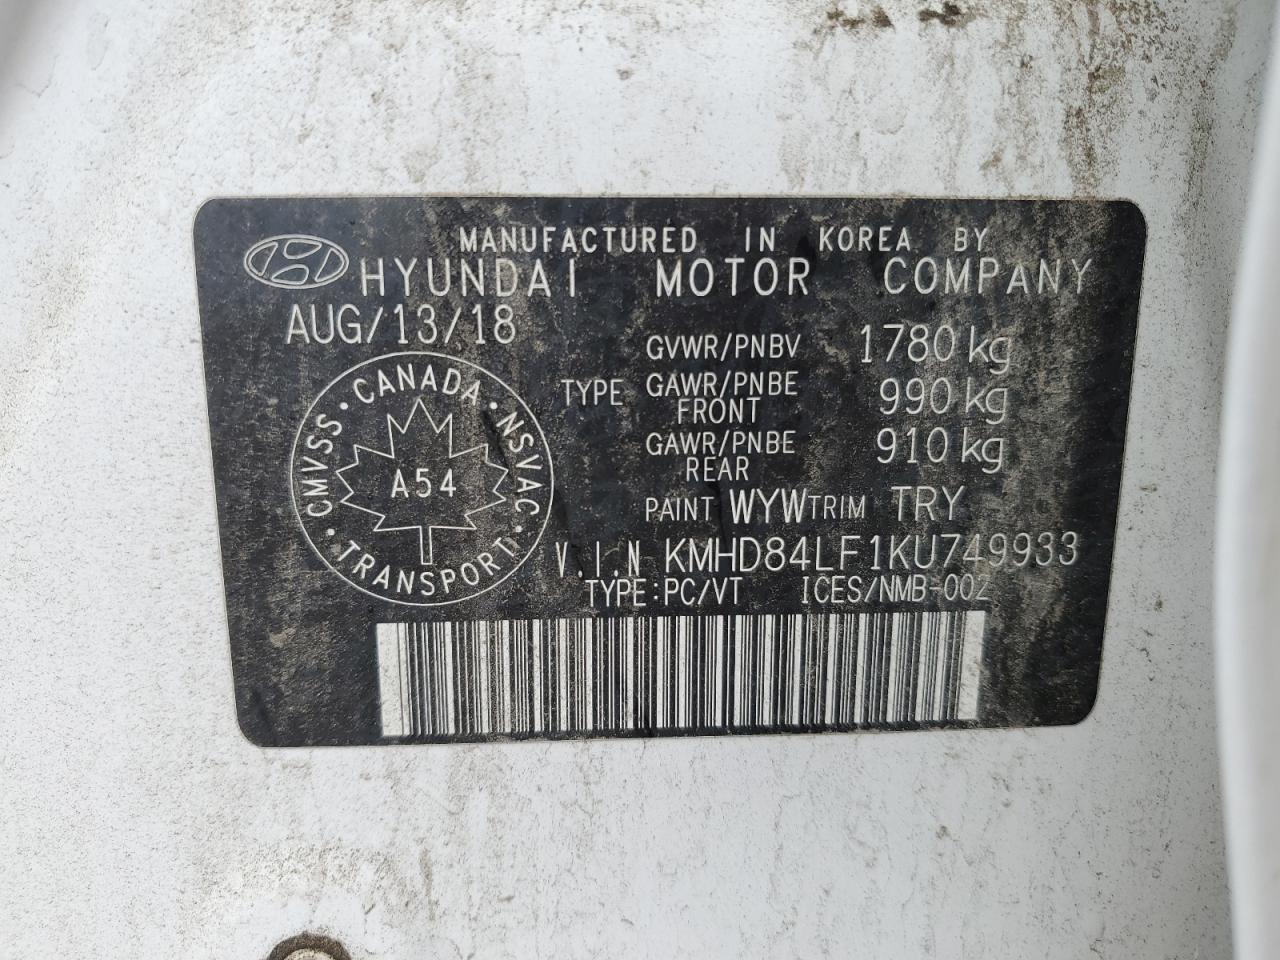 MANUFACTURED IN KOREA BY
HYUNDAI MOTOR COMPANY
AUG/13/18
GVWR/PNBV 1780 kg
TYPE GAWR/PNBE FRONT 990 kg
GAWR/PNBE REAR 910 kg
CMVSS · CANADA · NSVAC · TRANSPORT ·
A54
PAINT WYW TRIM TRY
V.I.N KMHD84LF1KU749933
TYPE:PC/VT ICES/NMB-002